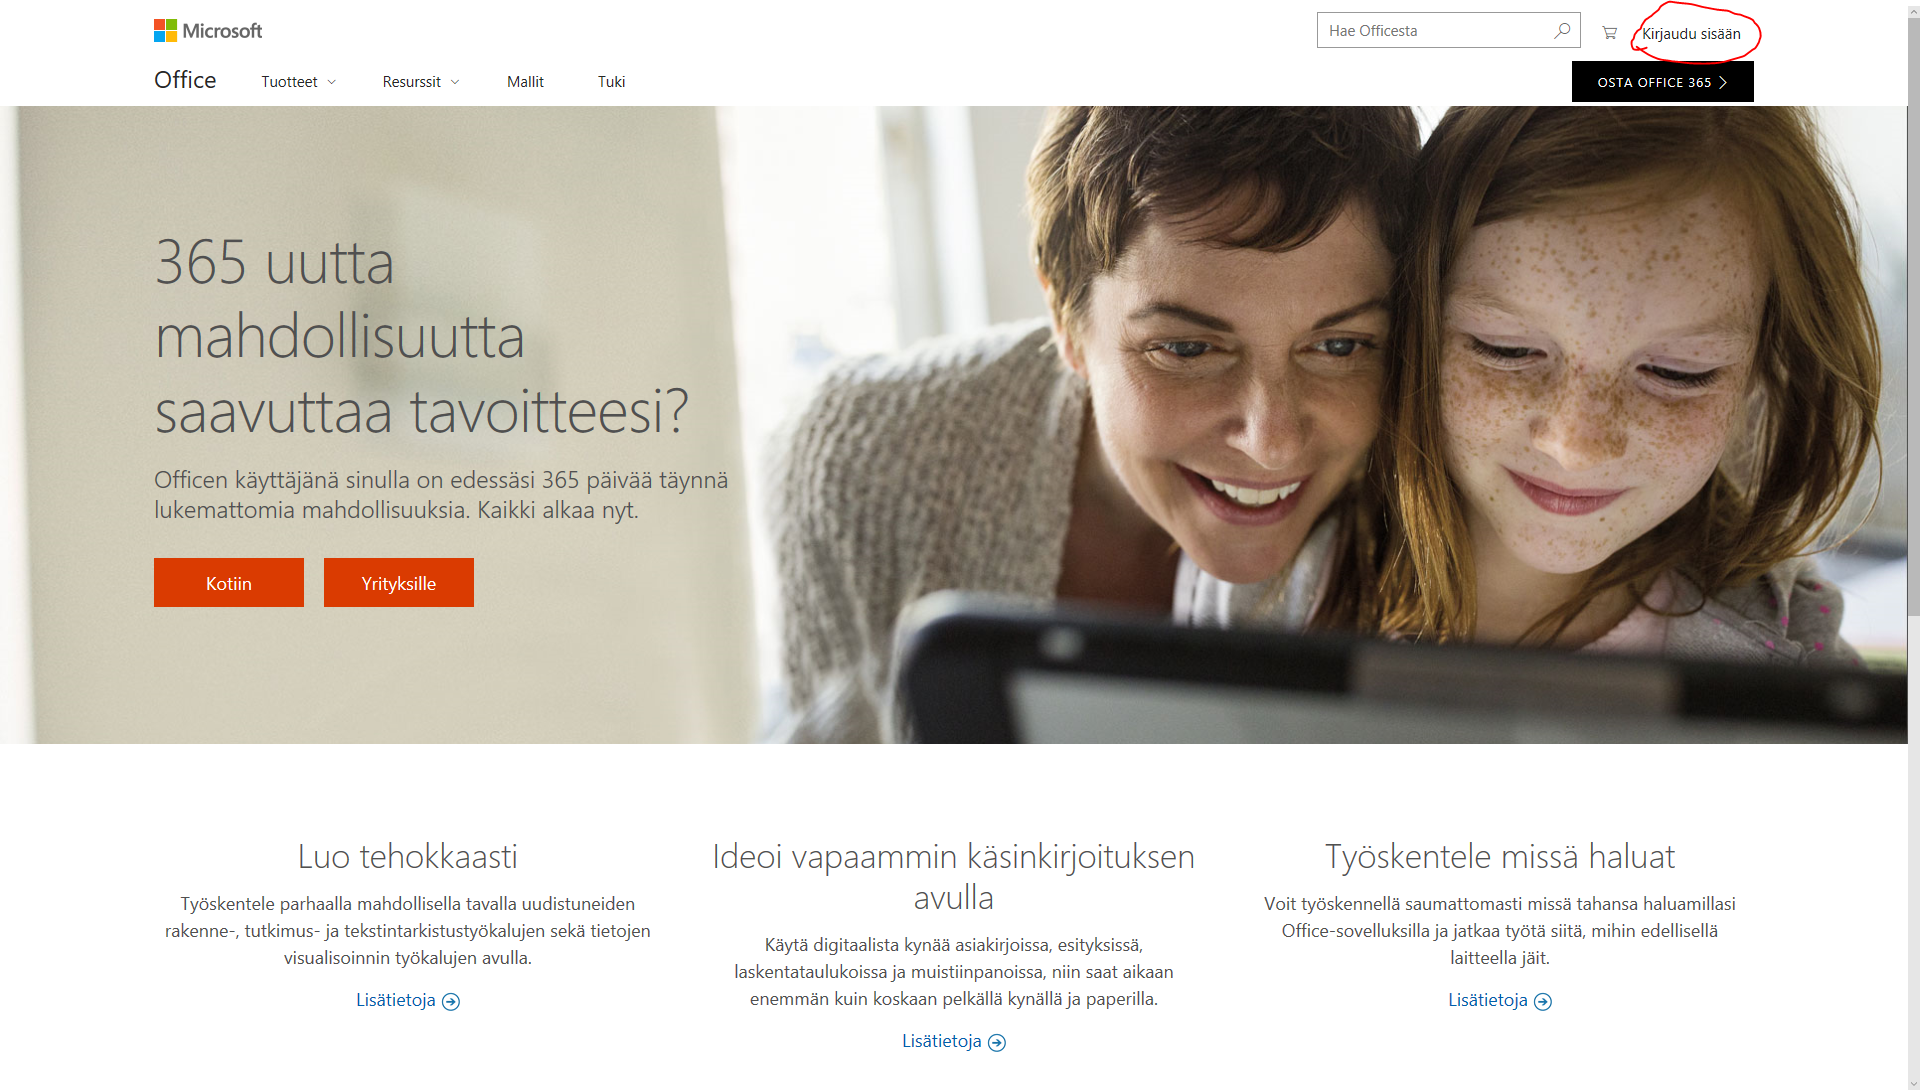 Microsoft
Hae Officesta
Kirjaudu sisään
Office
Tuotteet
Resurssit
Mallit
Tuki
OSTA OFFICE 365
365 uutta
mahdollisuutta
saavuttaa tavoitteesi?
Officen käyttäjänä sinulla on edessäsi 365 päivää täynnä
lukemattomia mahdollisuuksia. Kaikki alkaa nyt.
Kotiin
Yrityksille
Luo tehokkaasti
Työskentele parhaalla mahdollisella tavalla uudistuneiden
rakenne-, tutkimus- ja tekstintarkistustyökalujen sekä tietojen
visualisoinnin työkalujen avulla.
Lisätietoja
Ideoi vapaammin käsinkirjoituksen
avulla
Käytä digitaalista kynää asiakirjoissa, esityksissä,
laskentataulukoissa ja muistiinpanoissa, niin saat aikaan
enemmän kuin koskaan pelkällä kynällä ja paperilla.
Lisätietoja
Työskentele missä haluat
Voit työskennellä saumattomasti missä tahansa haluamillasi
Office-sovelluksilla ja jatkaa työtä siitä, mihin edellisellä
laitteella jäit.
Lisätietoja